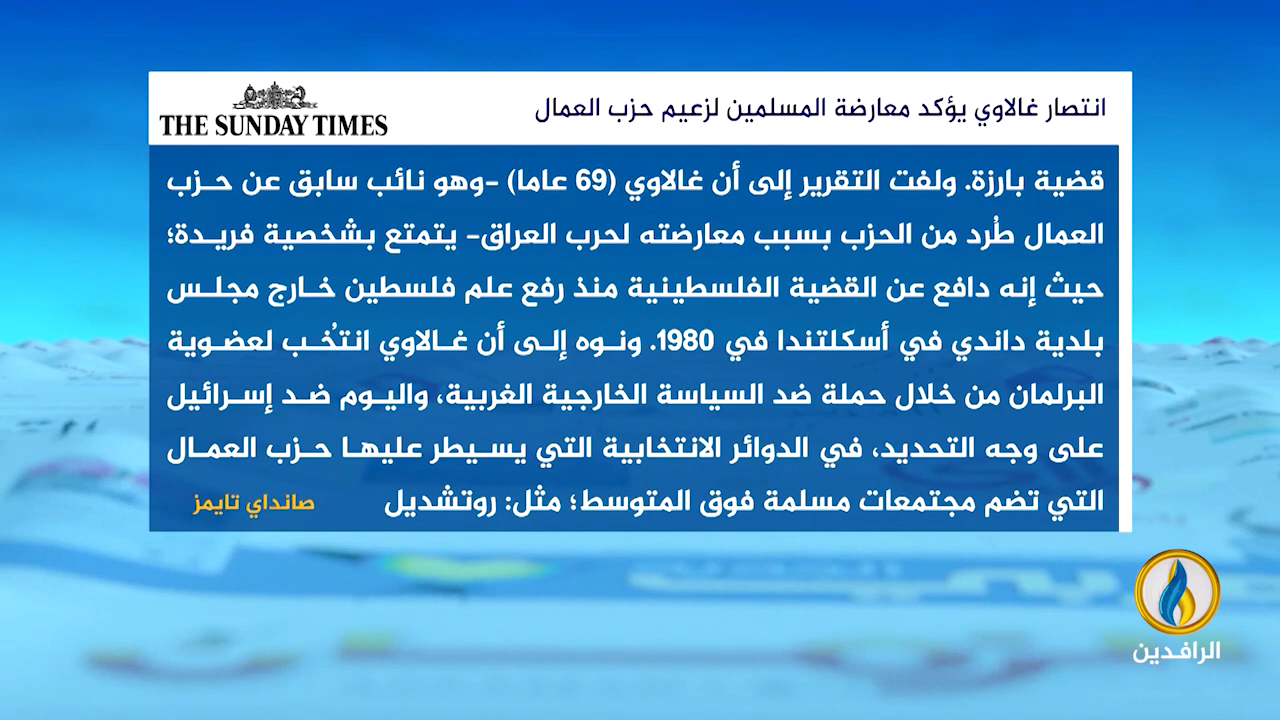 THE SUNDAY TIMES
انتصار غالاوي يؤكد معارضة المسلمين لزعيم حزب العمال
قضية بارزة. ولفت التقرير إلى أن غالاوي (69 عاما) -وهو نائب سابق عن حزب
العمال طُرد من الحزب بسبب معارضته لحرب العراق- يتمتع بشخصية فريدة؛
حيث إنه دافع عن القضية الفلسطينية منذ رفع علم فلسطين خارج مجلس
بلدية داندي في أسكلتندا في 1980. ونوه إلى أن غالاوي انتُخب لعضوية
البرلمان من خلال حملة ضد السياسة الخارجية الغربية، واليوم ضد إسرائيل
على وجه التحديد، في الدوائر الانتخابية التي يسيطر عليها حزب العمال
التي تضم مجتمعات مسلمة فوق المتوسط؛ مثل: روتشديل
صانداي تايمز
الرافدين